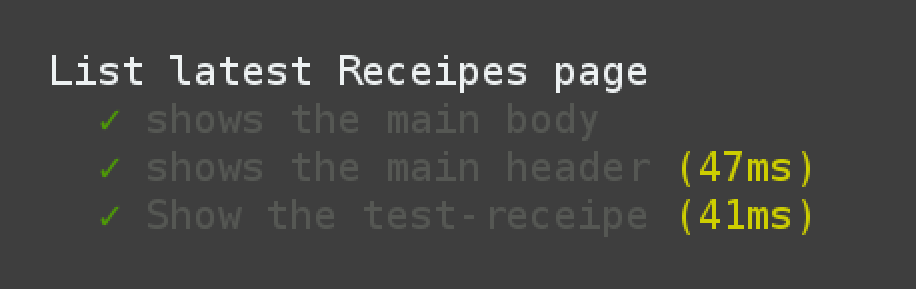 List latest Receipes page
✓ shows the main body
✓ shows the main header (47ms)
✓ Show the test-receipe (41ms)